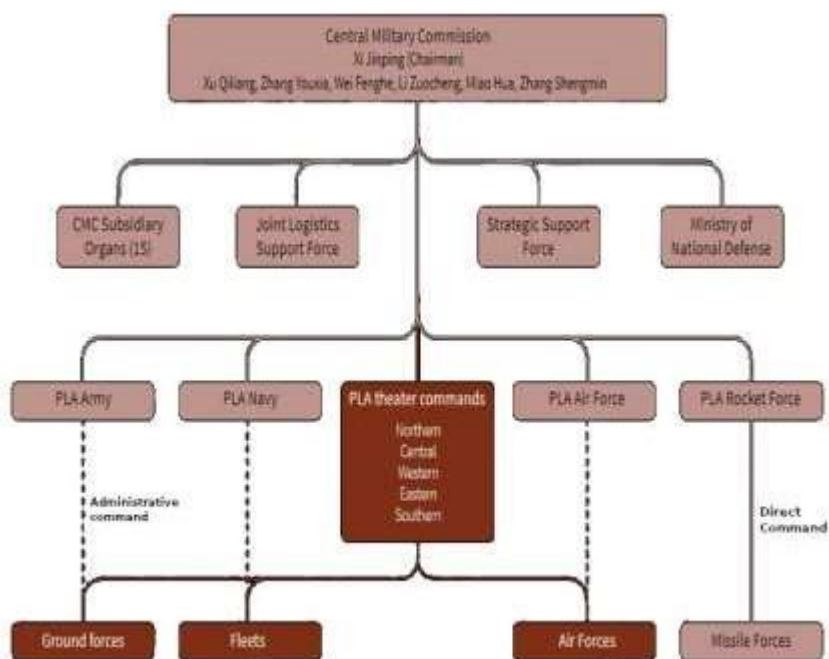 Central Military Commission
Xi Jinping (Chairman)
Xu Qiliang, Zhang Youxia, Wei Fenghe, Li Zuocheng, Miao Hua, Zhang Shengmin
CMC Subsidiary
Organs (15)
Joint Logistics
Support Force
Strategic Support
Force
Ministry of
National Defense
PLA Army
PLA Navy
PLA theater commands
Northern
Central
Western
Eastern
Southern
PLA Air Force
PLA Rocket Force
Administrative
command
Direct
Command
Ground forces
Fleets
Air Forces
Missile Forces